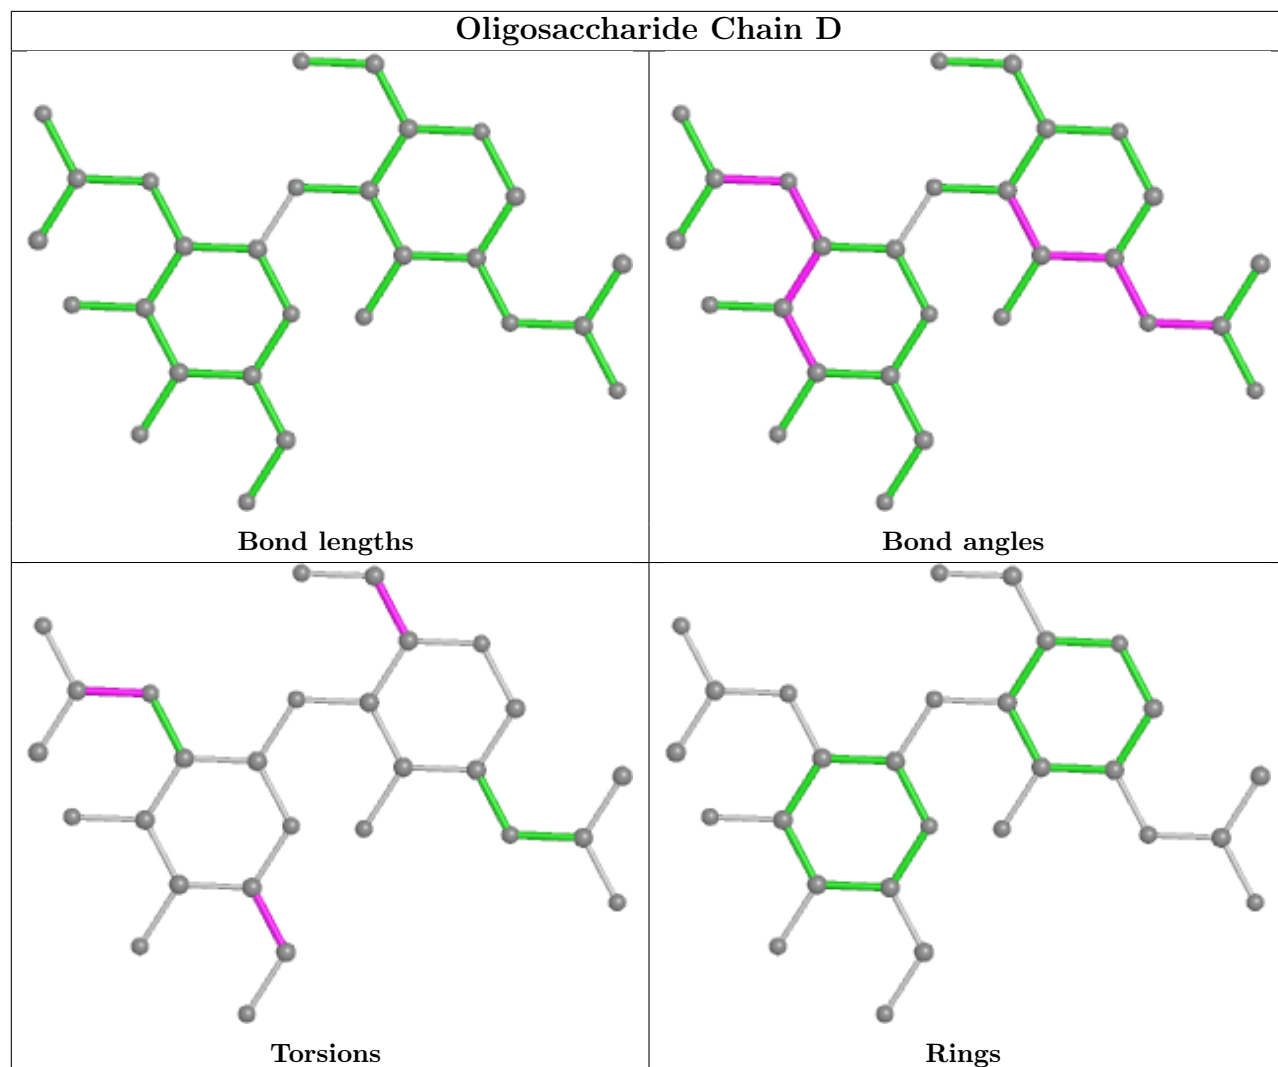 Oligosaccharide Chain D
Bond lengths
Bond angles
Torsions
Rings